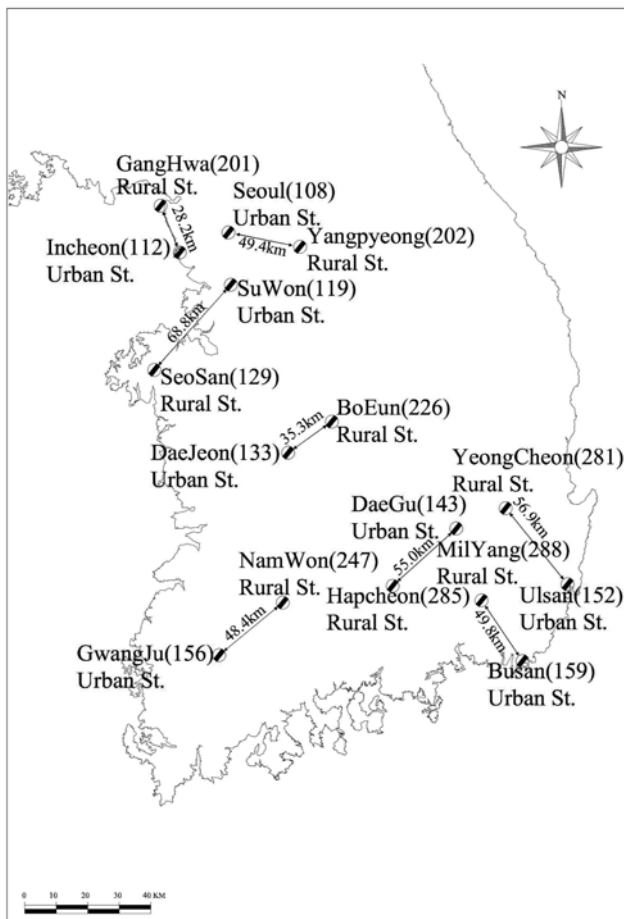 N
GangHwa(201)
Rural St.
28.2km
Incheon(112)
Urban St.
Seoul(108)
Urban St.
49.4km
Yangpyeong(202)
Rural St.
SuWon(119)
Urban St.
68.8km
SeoSan(129)
Rural St.
BoEun(226)
Rural St.
35.3km
DaeJeon(133)
Urban St.
YeongCheon(281)
Rural St.
56.9km
DaeGu(143)
Urban St.
55.0km
MilYang(288)
Rural St.
NamWon(247)
Rural St.
Hapcheon(285)
Rural St.
Ulsan(152)
Urban St.
48.4km
49.8km
GwangJu(156)
Urban St.
Busan(159)
Urban St.
0 10 20 30 40 KM